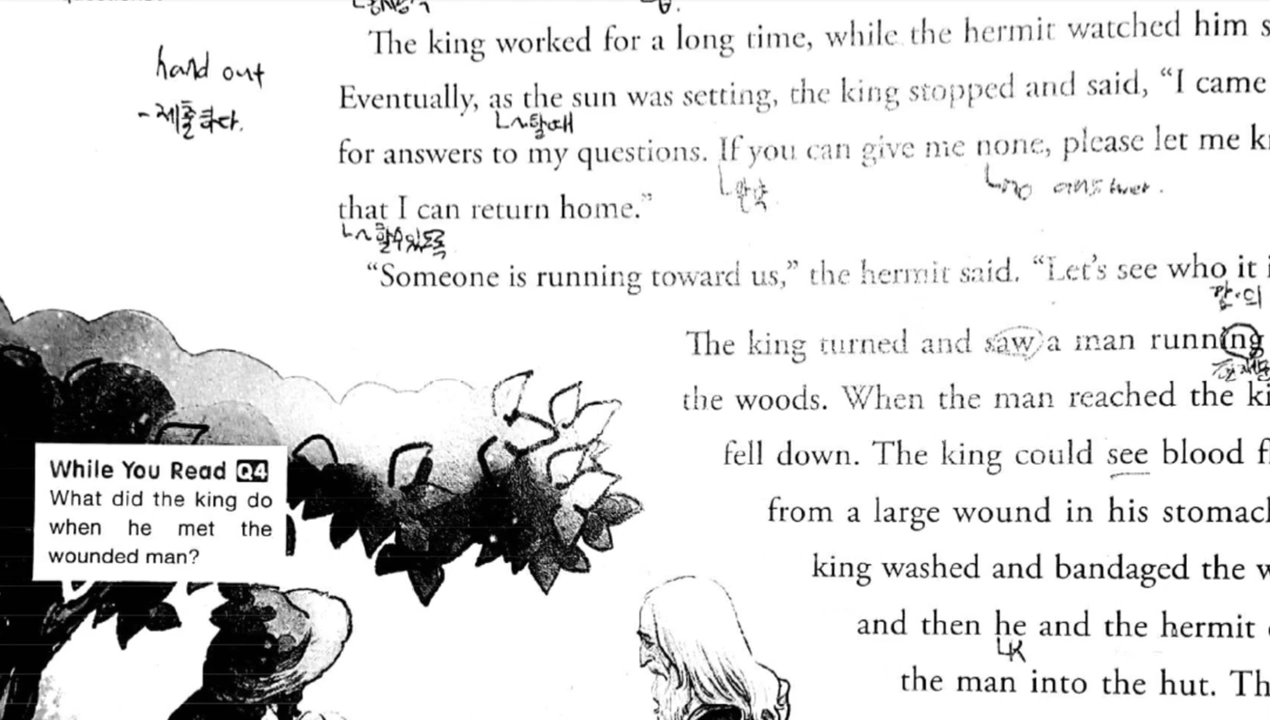 The king worked for a long time, while the hermit watched him s
hand out
Eventually, as the sun was setting, the king stopped and said, "I came
-제출하다.
~할때
for answers to my questions. If you can give me none, please let me k
만약
no answer.
that I can return home."
~할수있도록
"Someone is running toward us," the hermit said. "Let's see who it i
The king turned and saw a man running
the woods. When the man reached the ki
fell down. The king could see blood f
from a large wound in his stomach
king washed and bandaged the w
and then he and the hermit
K
the man into the hut. Th
While You Read Q4
What did the king do
when he met the
wounded man?